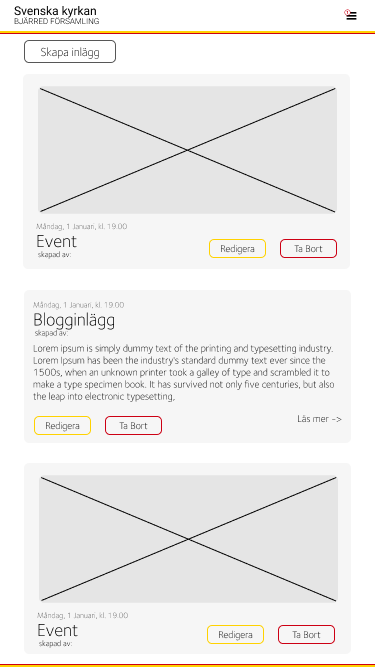 Svenska kyrkan
BJÄRRED FÖRSAMLING
Skapa inlägg
Måndag, 1 Januari, kl. 19.00
Event
skapad av:
Redigera
Ta Bort
Måndag, 1 Januari, kl. 19.00
Blogginlägg
skapad av:
Lorem Ipsum is simply dummy text of the printing and typesetting industry.
Lorem Ipsum has been the industry's standard dummy text ever since the
1500s, when an unknown printer took a galley of type and scrambled it to
make a type specimen book. It has survived not only five centuries, but also
the leap into electronic typesetting,
Redigera
Ta Bort
Läs mer ->
Måndag, 1 Januari, kl. 19.00
Event
skapad av:
Redigera
Ta Bort